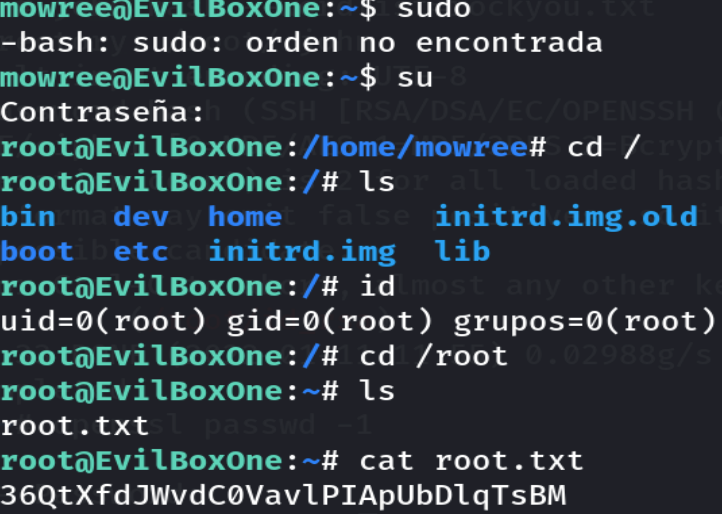 mowree@EvilBoxOne:~$ sudo
-bash: sudo: orden no encontrada
mowree@EvilBoxOne:~$ su
Contraseña:
root@EvilBoxOne:/home/mowree# cd /
root@EvilBoxOne:/# ls
bin dev home initrd.img.old
boot etc initrd.img lib
root@EvilBoxOne:/# id
uid=0(root) gid=0(root) grupos=0(root)
root@EvilBoxOne:/# cd /root
root@EvilBoxOne:~# ls
root.txt
root@EvilBoxOne:~# cat root.txt
36QtXfdJWvdC0VavlPIApUbDlqTsBM